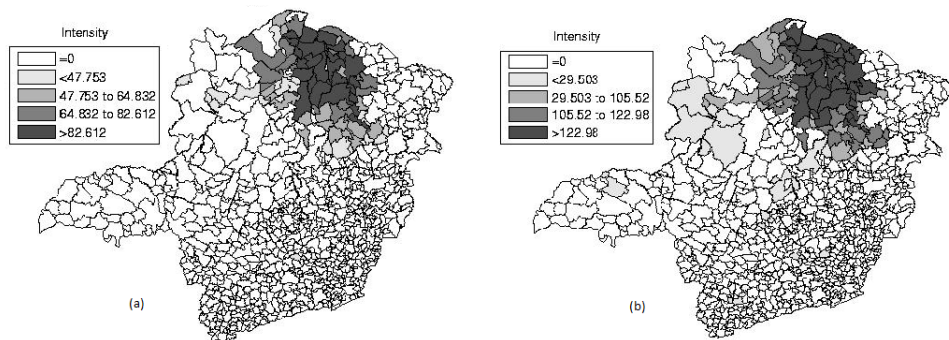 Intensity
=0
<47.753
47.753 to 64.832
64.832 to 82.612
>82.612
(a)
Intensity
=0
<29.503
29.503 to 105.52
105.52 to 122.98
>122.98
(b)